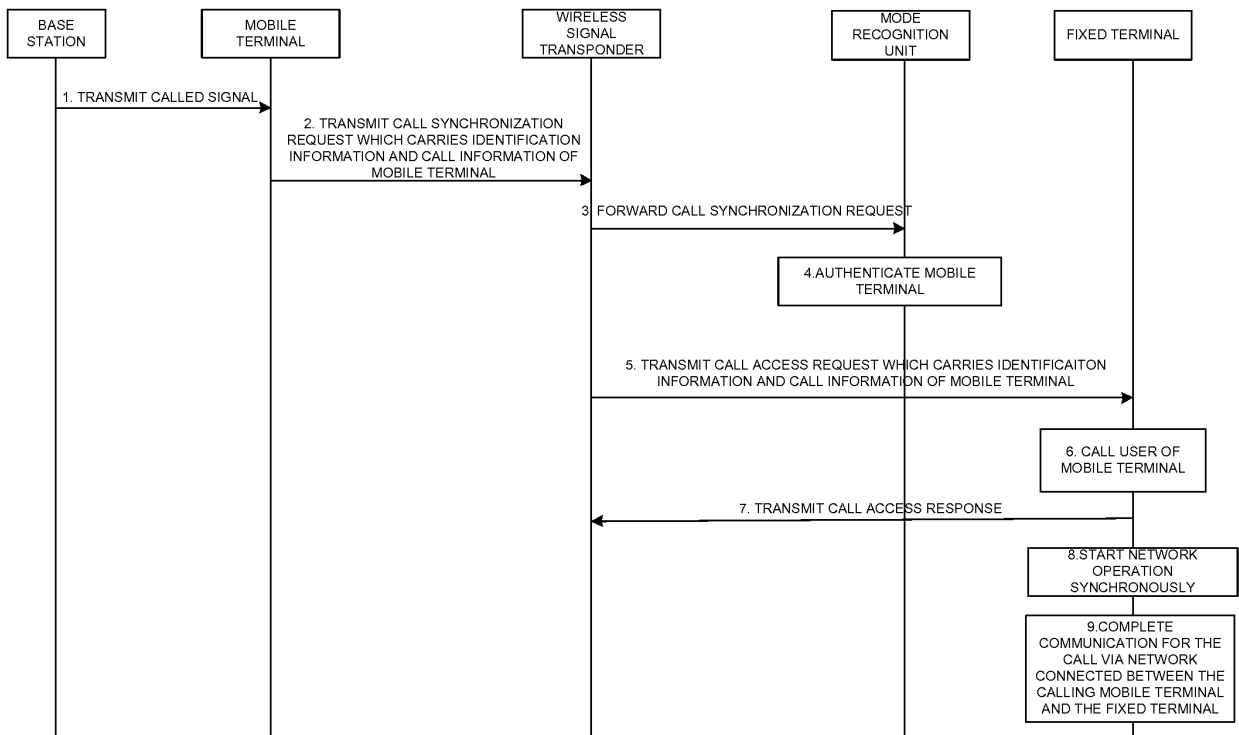 BASE
STATION
MOBILE
TERMINAL
WIRELESS
SIGNAL
TRANSPONDER
MODE
RECOGNITION
UNIT
FIXED TERMINAL
1. TRANSMIT CALLED SIGNAL
2. TRANSMIT CALL SYNCHRONIZATION
REQUEST WHICH CARRIES IDENTIFICATION
INFORMATION AND CALL INFORMATION OF
MOBILE TERMINAL
3. FORWARD CALL SYNCHRONIZATION REQUEST
4.AUTHENTICATE MOBILE
TERMINAL
5. TRANSMIT CALL ACCESS REQUEST WHICH CARRIES IDENTIFICAITON
INFORMATION AND CALL INFORMATION OF MOBILE TERMINAL
6. CALL USER OF
MOBILE TERMINAL
7. TRANSMIT CALL ACCESS RESPONSE
8.START NETWORK
OPERATION
SYNCHRONOUSLY
9.COMPLETE
COMMUNICATION FOR THE
CALL VIA NETWORK
CONNECTED BETWEEN THE
CALLING MOBILE TERMINAL
AND THE FIXED TERMINAL